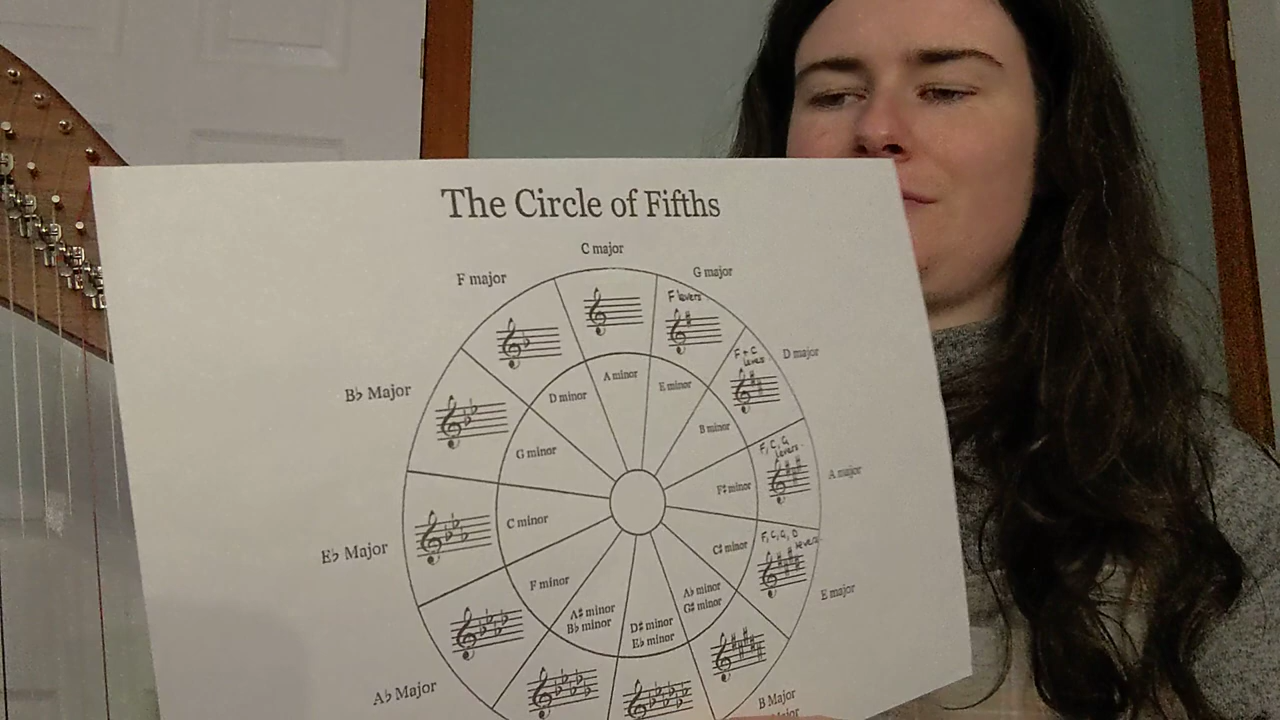 The Circle of Fifths
C major
F major
G major
F levers
F + C
levers
D major
B♭ Major
A minor
D minor
E minor
B minor
G minor
F, C, G
levers.
A major
F♯ minor
E♭ Major
C minor
C♯ minor
F, C, G, D
levers.
E major
F minor
A♭ minor
G♯ minor
A♯ minor
B♭ minor
D♯ minor
E♭ minor
A♭ Major
B Major